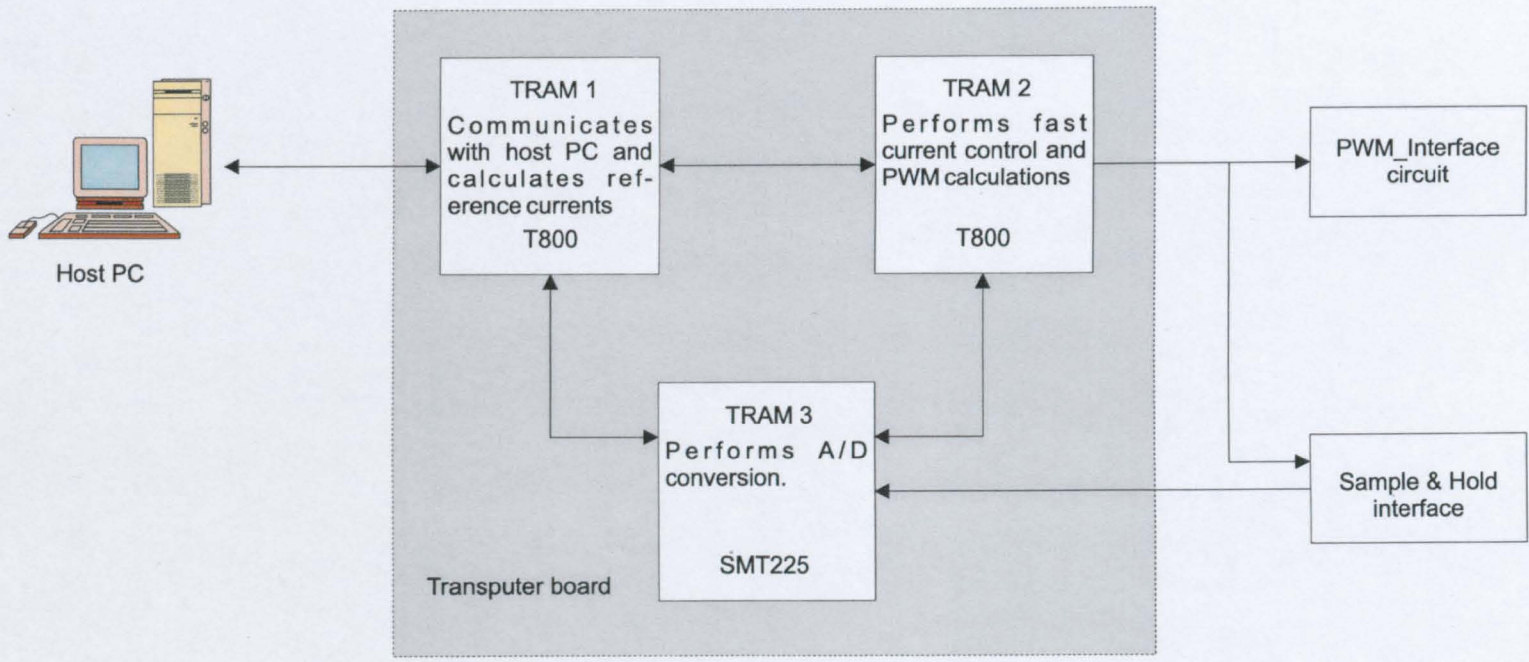 TRAM 1
Communicates
with host PC and
calculates ref-
erence currents
T800
TRAM 2
Performs fast
current control and
PWM calculations
T800
PWM_Interface
circuit
Host PC
TRAM 3
Performs A/D
conversion.
SMT225
Sample & Hold
interface
Transputer board